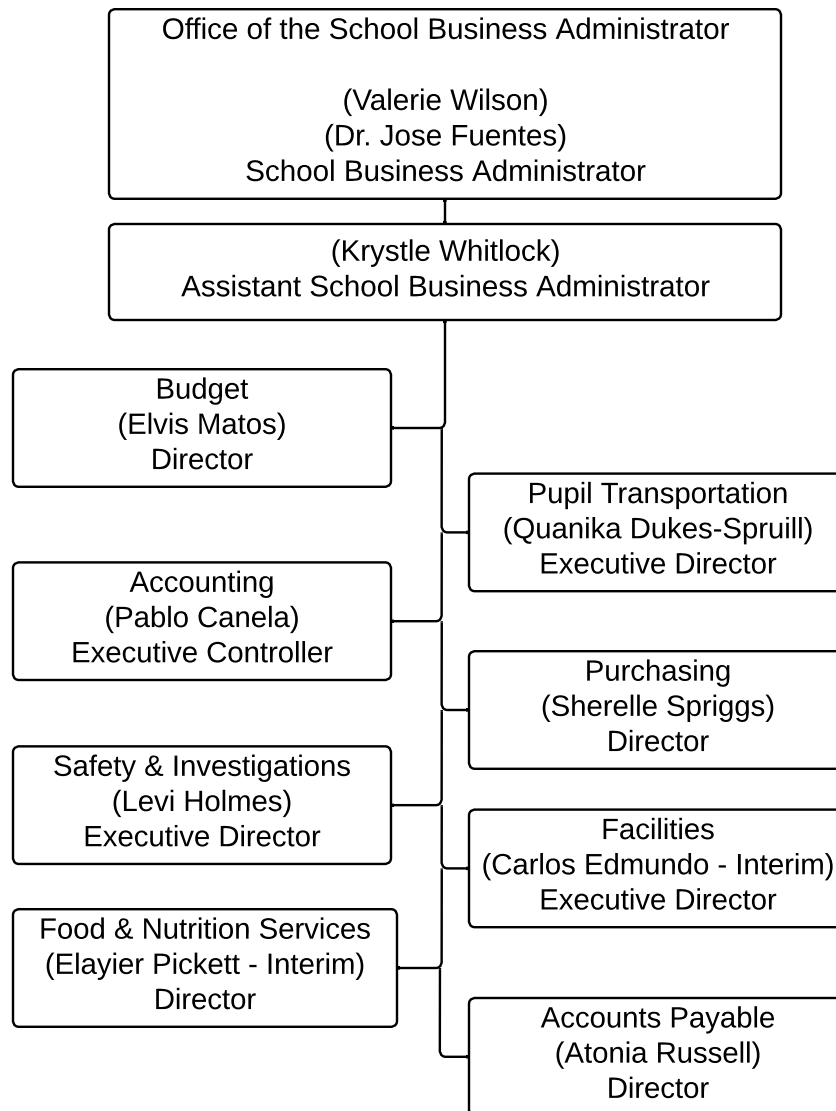 Office of the School Business Administrator
(Valerie Wilson)
(Dr. Jose Fuentes)
School Business Administrator
(Krystle Whitlock)
Assistant School Business Administrator
Budget
(Elvis Matos)
Director
Pupil Transportation
(Quanika Dukes-Spruill)
Executive Director
Accounting
(Pablo Canela)
Executive Controller
Purchasing
(Sherelle Spriggs)
Director
Safety & Investigations
(Levi Holmes)
Executive Director
Facilities
(Carlos Edmundo - Interim)
Executive Director
Food & Nutrition Services
(Elayier Pickett - Interim)
Director
Accounts Payable
(Atonia Russell)
Director